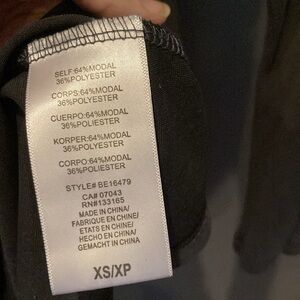 SELF:64%MODAL
36%POLYESTER
CORPS:64%MODAL
36%POLYESTER
CUERPO:64%MODAL
36%POLIESTER
KORPER:64%MODAL
36%POLYESTER
CORPO:64%MODAL
36%POLIESTER
STYLE# BE16479
CA# 07043
RN#133165
MADE IN CHINA/
FABRIQUE EN CHINE/
ETATS EN CHINE/
HECHO EN CHINA/
GEMACHT IN CHINA
XS/XP